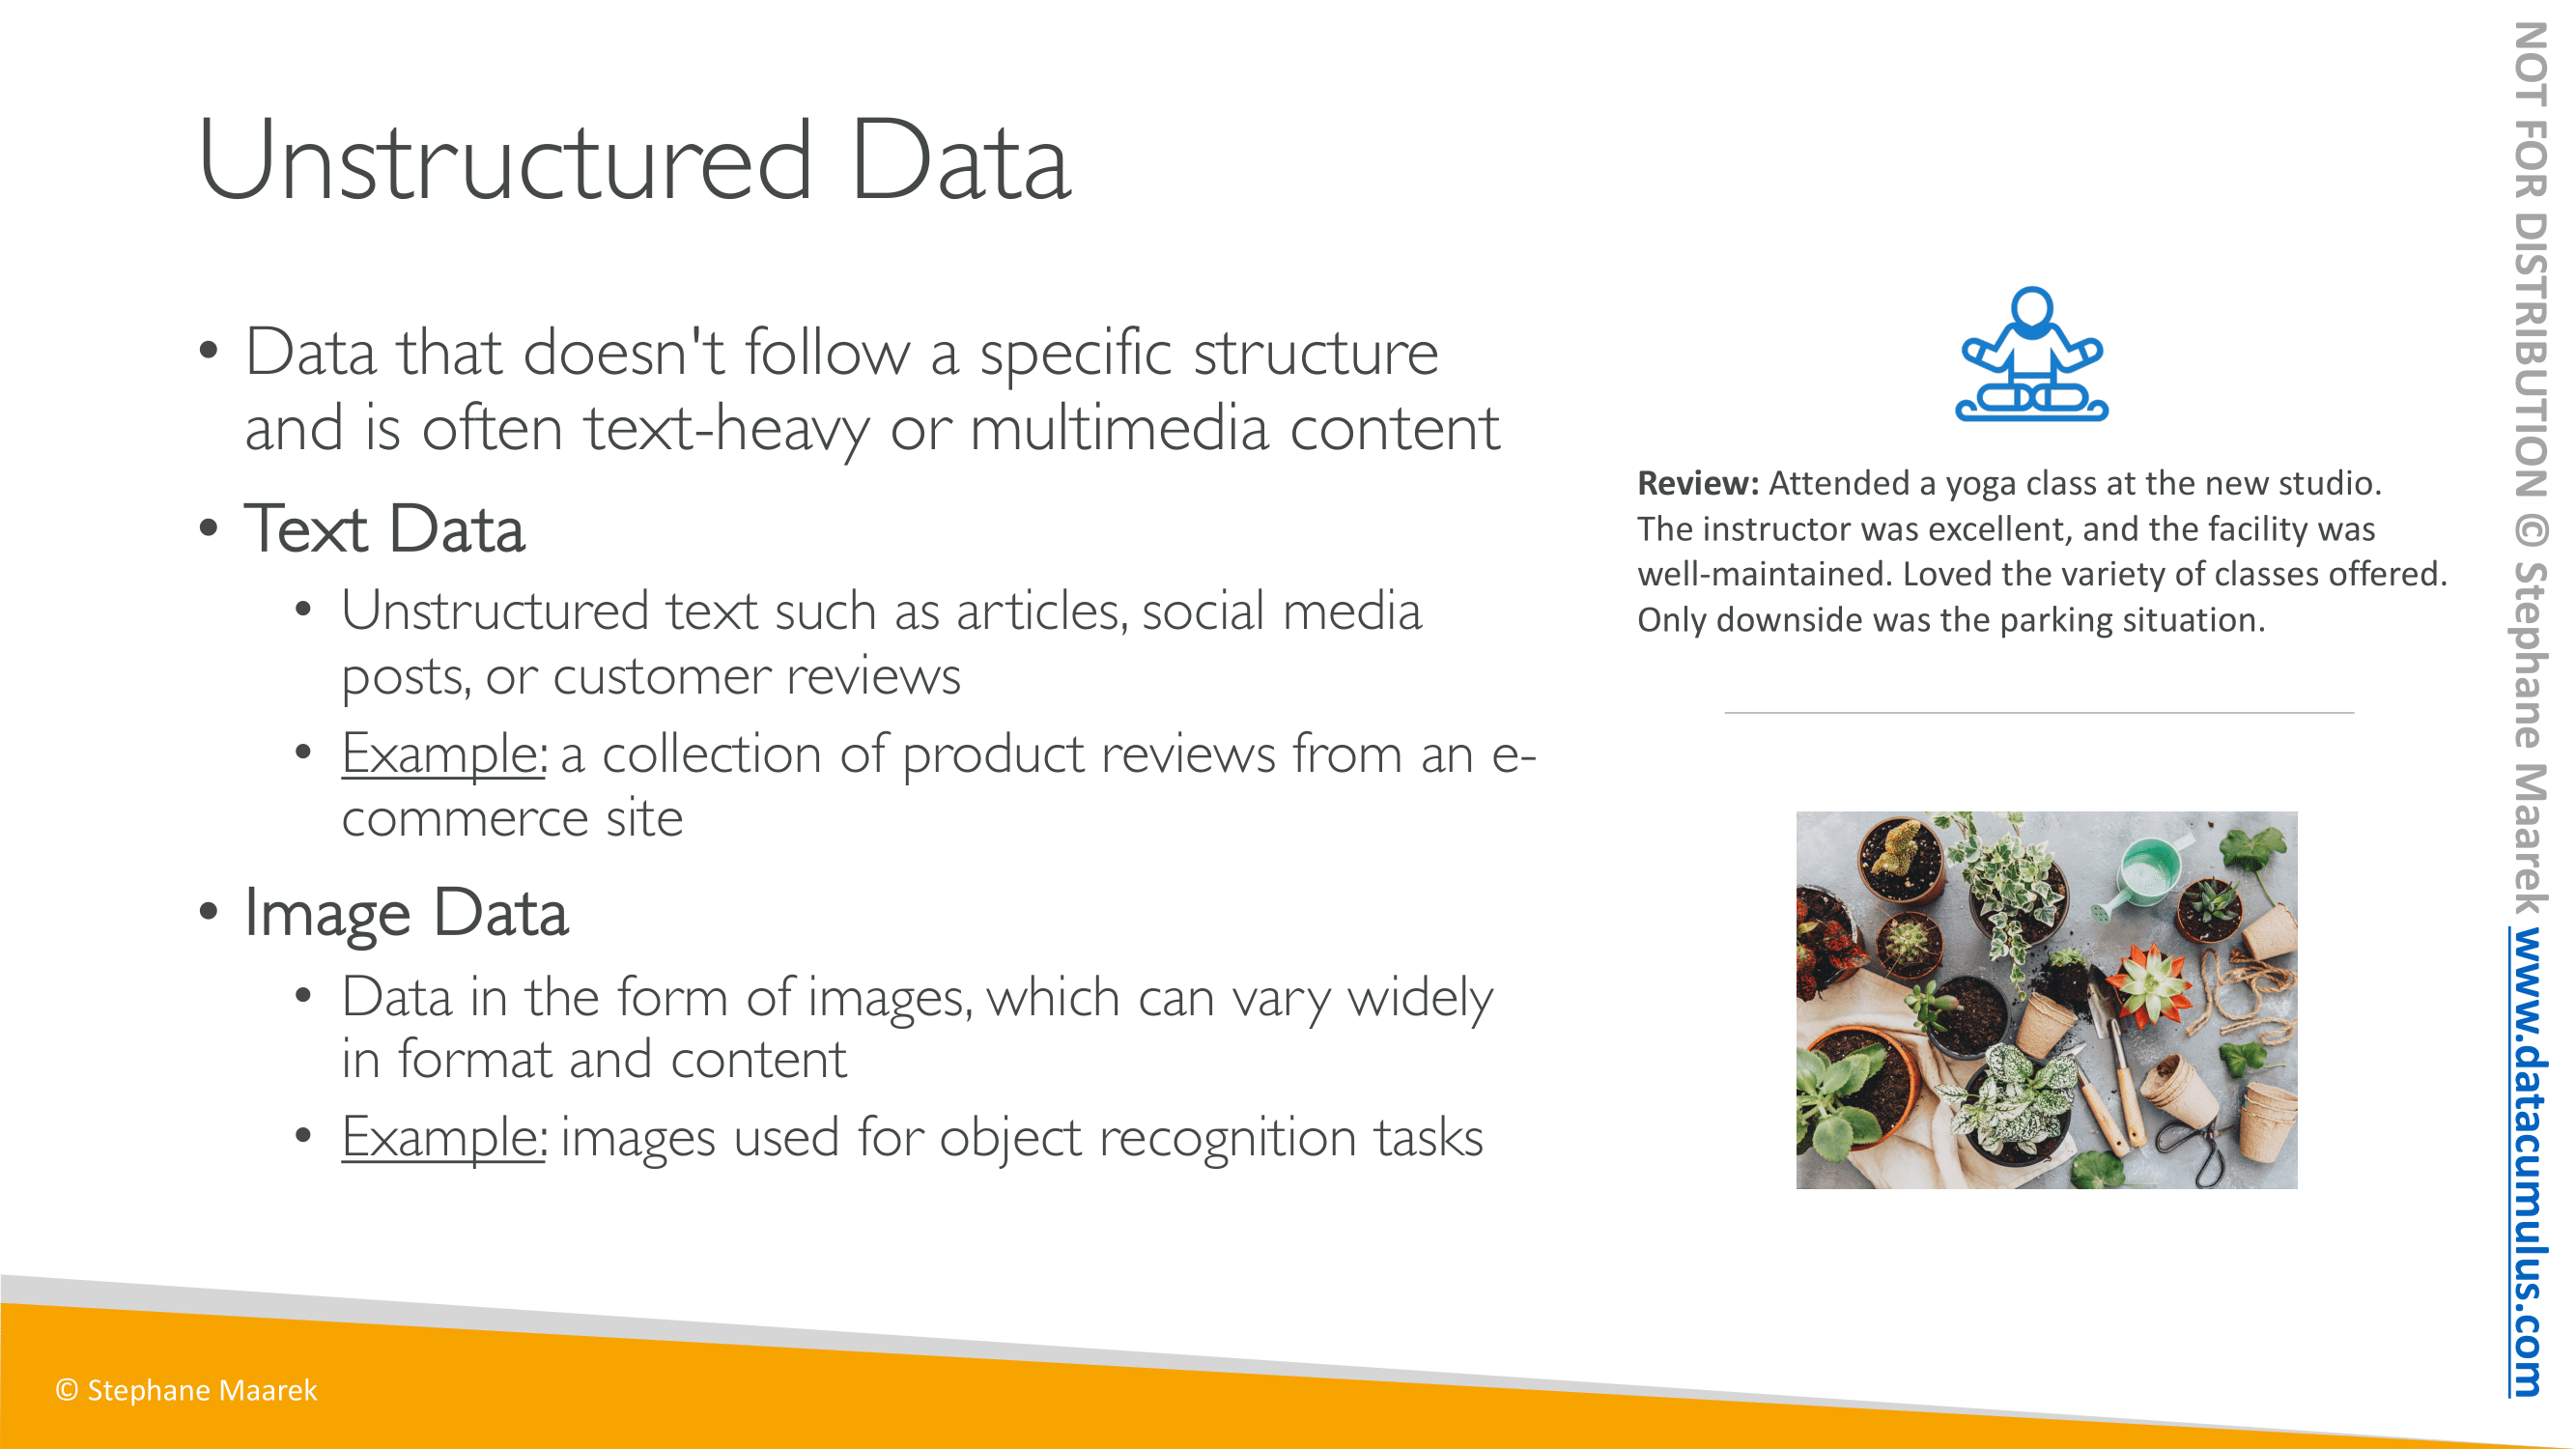 Unstructured Data
• Data that doesn't follow a specific structure
and is often text-heavy or multimedia content
• Text Data
• Unstructured text such as articles, social media
posts, or customer reviews
• Example: a collection of product reviews from an e-
commerce site
• Image Data
• Data in the form of images, which can vary widely
in format and content
• Example: images used for object recognition tasks
Review: Attended a yoga class at the new studio.
The instructor was excellent, and the facility was
well-maintained. Loved the variety of classes offered.
Only downside was the parking situation.
NOT FOR DISTRIBUTION © Stephane Maarek www.datacumulus.com
© Stephane Maarek